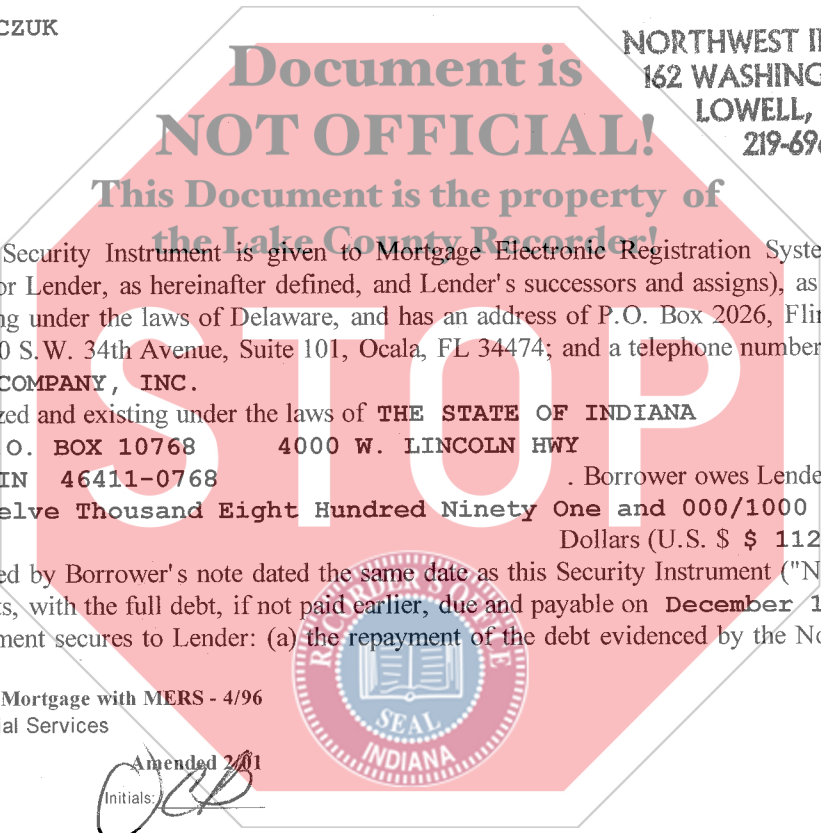 CZUK
NORTHWEST I
162 WASHING
LOWELL,
219-69
Document is
NOT OFFICIAL!
This Document is the property of
the Lake County Recorder!
Security Instrument is given to Mortgage Electronic Registration Syste
or Lender, as hereinafter defined, and Lender's successors and assigns), as
ng under the laws of Delaware, and has an address of P.O. Box 2026, Fli
0 S.W. 34th Avenue, Suite 101, Ocala, FL 34474; and a telephone number
COMPANY, INC.
zed and existing under the laws of THE STATE OF INDIANA
O. BOX 10768 4000 W. LINCOLN HWY
IN 46411-0768 . Borrower owes Lende
elve Thousand Eight Hundred Ninety One and 000/1000
Dollars (U.S. $ $ 112
ed by Borrower's note dated the same date as this Security Instrument ("N
s, with the full debt, if not paid earlier, due and payable on December 1
ment secures to Lender: (a) the repayment of the debt evidenced by the No
STOP
RECORDER'S OFFICE
SEAL
INDIANA
Mortgage with MERS - 4/96
ial Services
Amended 2/01
Initials: